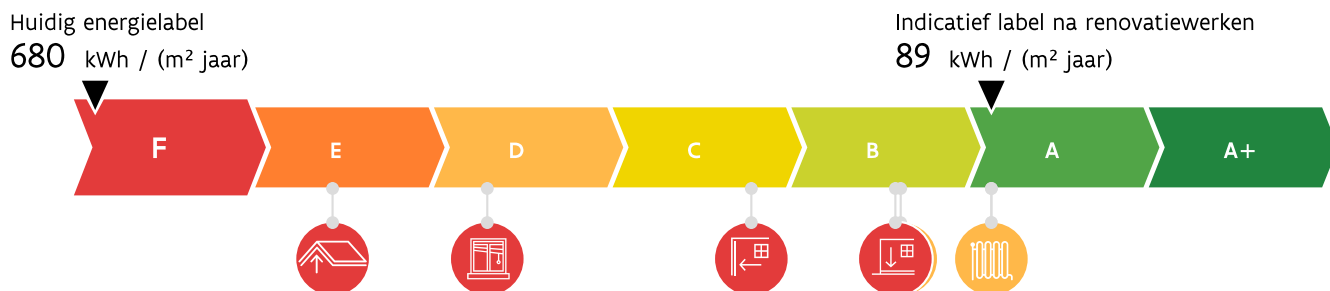 Huidig energielabel
680 kWh / (m² jaar)
Indicatief label na renovatiewerken
89 kWh / (m² jaar)
F E D C B A A+